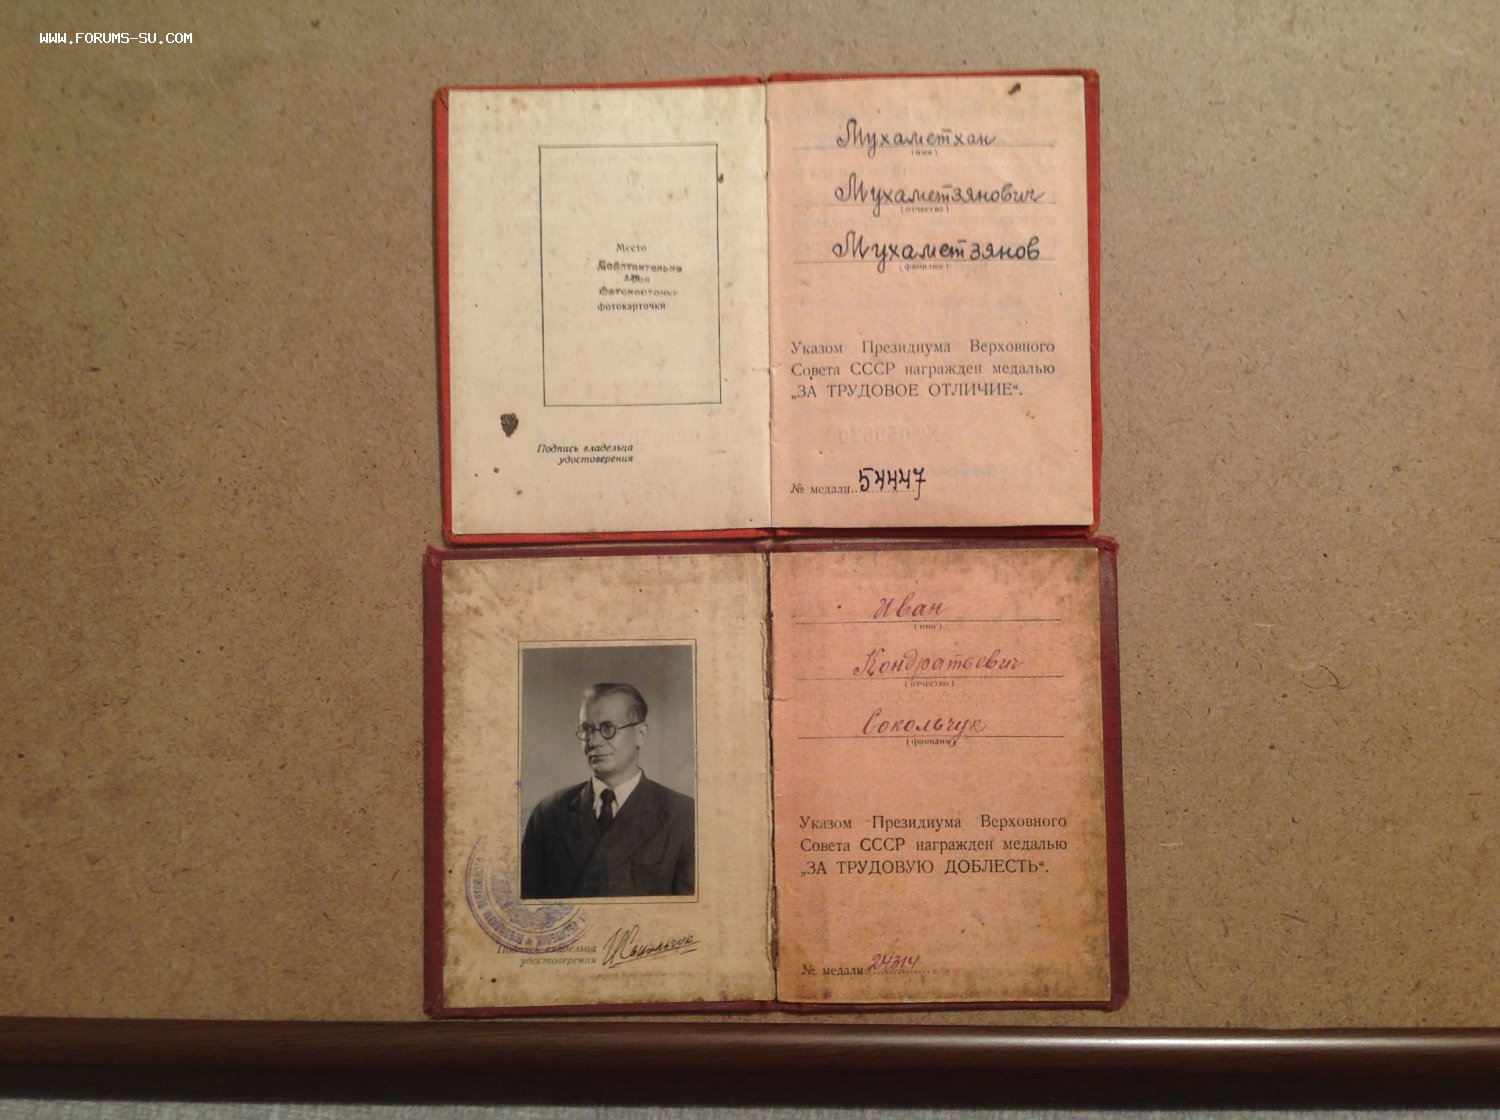 WWW.FORUMS-SU.COM
Место
Действительно
без
фотокарточки
фотокарточки
Подпись владельца
удостоверения
Мухаметхан
(имя)
Мухаметзянович
(отчество)
Мухаметзянов
(фамилия)
Указом Президиума Верховного
Совета СССР награжден медалью
„ЗА ТРУДОВОЕ ОТЛИЧИЕ“.
№ медали 54447
Подпись владельца
удостоверения
Иван
(имя)
Кондратьевич
(отчество)
Сокольчук
(фамилия)
Указом Президиума Верховного
Совета СССР награжден медалью
„ЗА ТРУДОВУЮ ДОБЛЕСТЬ“.
№ медали 24314